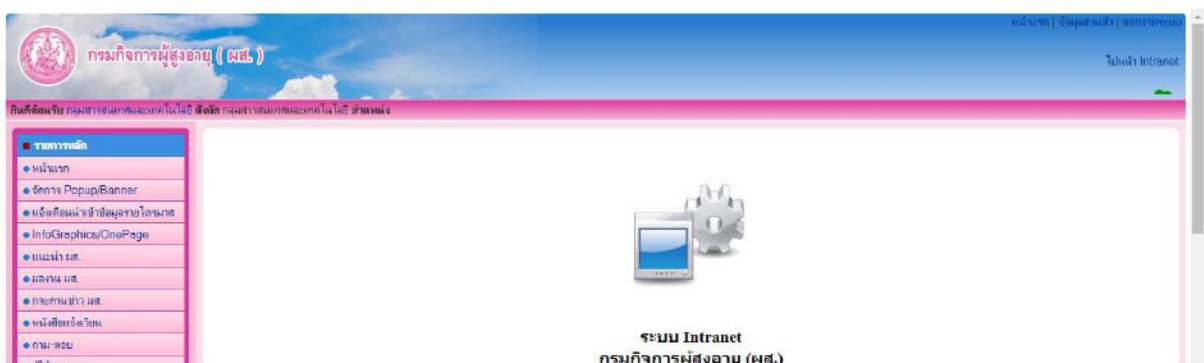 หน้าแรก | ข้อมูลส่วนตัว | ออกจากระบบ
กรมกิจการผู้สูงอายุ ( ผส. )
ไปหน้า Intranet
ยินดีต้อนรับ กลุ่มสารสนเทศและเทคโนโลยี สังกัด กลุ่มสารสนเทศและเทคโนโลยี ตำแหน่ง
รายการหลัก
หน้าแรก
จัดการ Popup/Banner
แจ้งเตือนนำเข้าข้อมูลรายไตรมาส
InfoGraphics/OnePage
แนะนำ ผส.
ผลงาน ผส.
กระดานข่าว ผส.
หนังสือแจ้งเวียน
ถาม-ตอบ
ระบบ Intranet
กรมกิจการผู้สูงอายุ (ผส.)